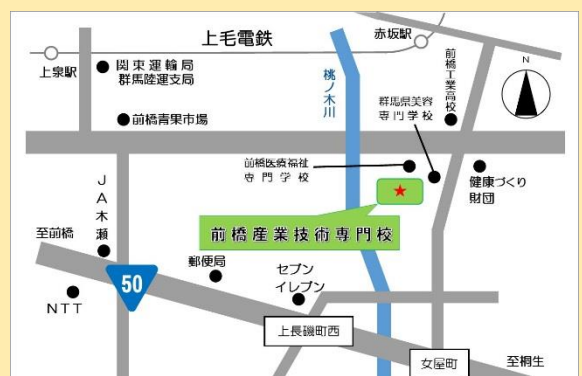 上毛電鉄
赤坂駅
上泉駅
関東運輸局
群馬陸運支局
前橋青果市場
桃ノ木川
前橋工業高校
N
群馬県美容
専門学校
前橋医療福祉
専門学校
健康づくり
財団
JA木瀬
前橋産業技術専門校
至前橋
郵便局
セブン
イレブン
50
NTT
上長磯町西
女屋町
至桐生